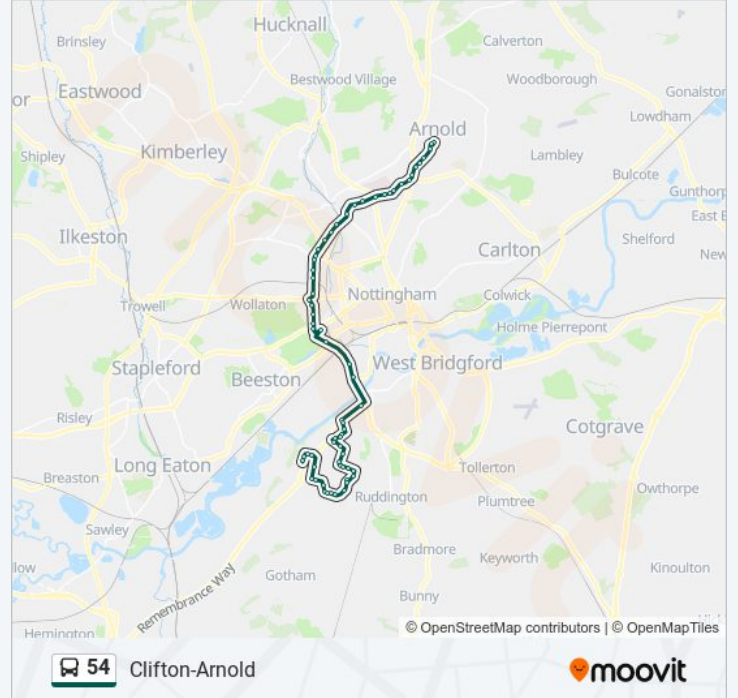 Hucknall
Brinsley
Calverton
Bestwood Village
Woodborough
Eastwood
Gonalston
or
Lowdham
Arnold
Kimberley
Shipley
Lambley
Bulcote
Gunthorp
East B
Ilkeston
Shelford
Carlton
New
Nottingham
Colwick
Trowell
Wollaton
Holme Pierrepont
Stapleford
West Bridgford
Beeston
Risley
Cotgrave
Long Eaton
Tollerton
Breaston
Owthorpe
Ruddington
Plumtree
Sawley
Bradmore
Keyworth
low
Gotham
Kinoulton
Remembrance Way
Bunny
Hemington
© OpenStreetMap contributors | © OpenMapTiles
54 Clifton-Arnold
moovit